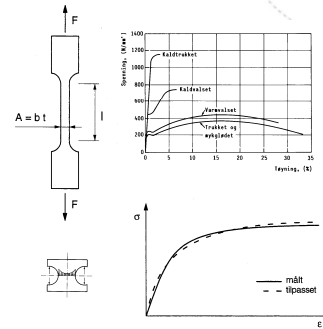 F
A = b t
l
F
Spenning, (N/mm²)
1400
1200
1000
800
600
400
200
0
Kaldtrukket
Kaldvalset
Varmvalset
Trukket og
mykglødet
0 5 10 15 20 25 30 35
Tøyning, (%)
σ
målt
tilpasset
ε